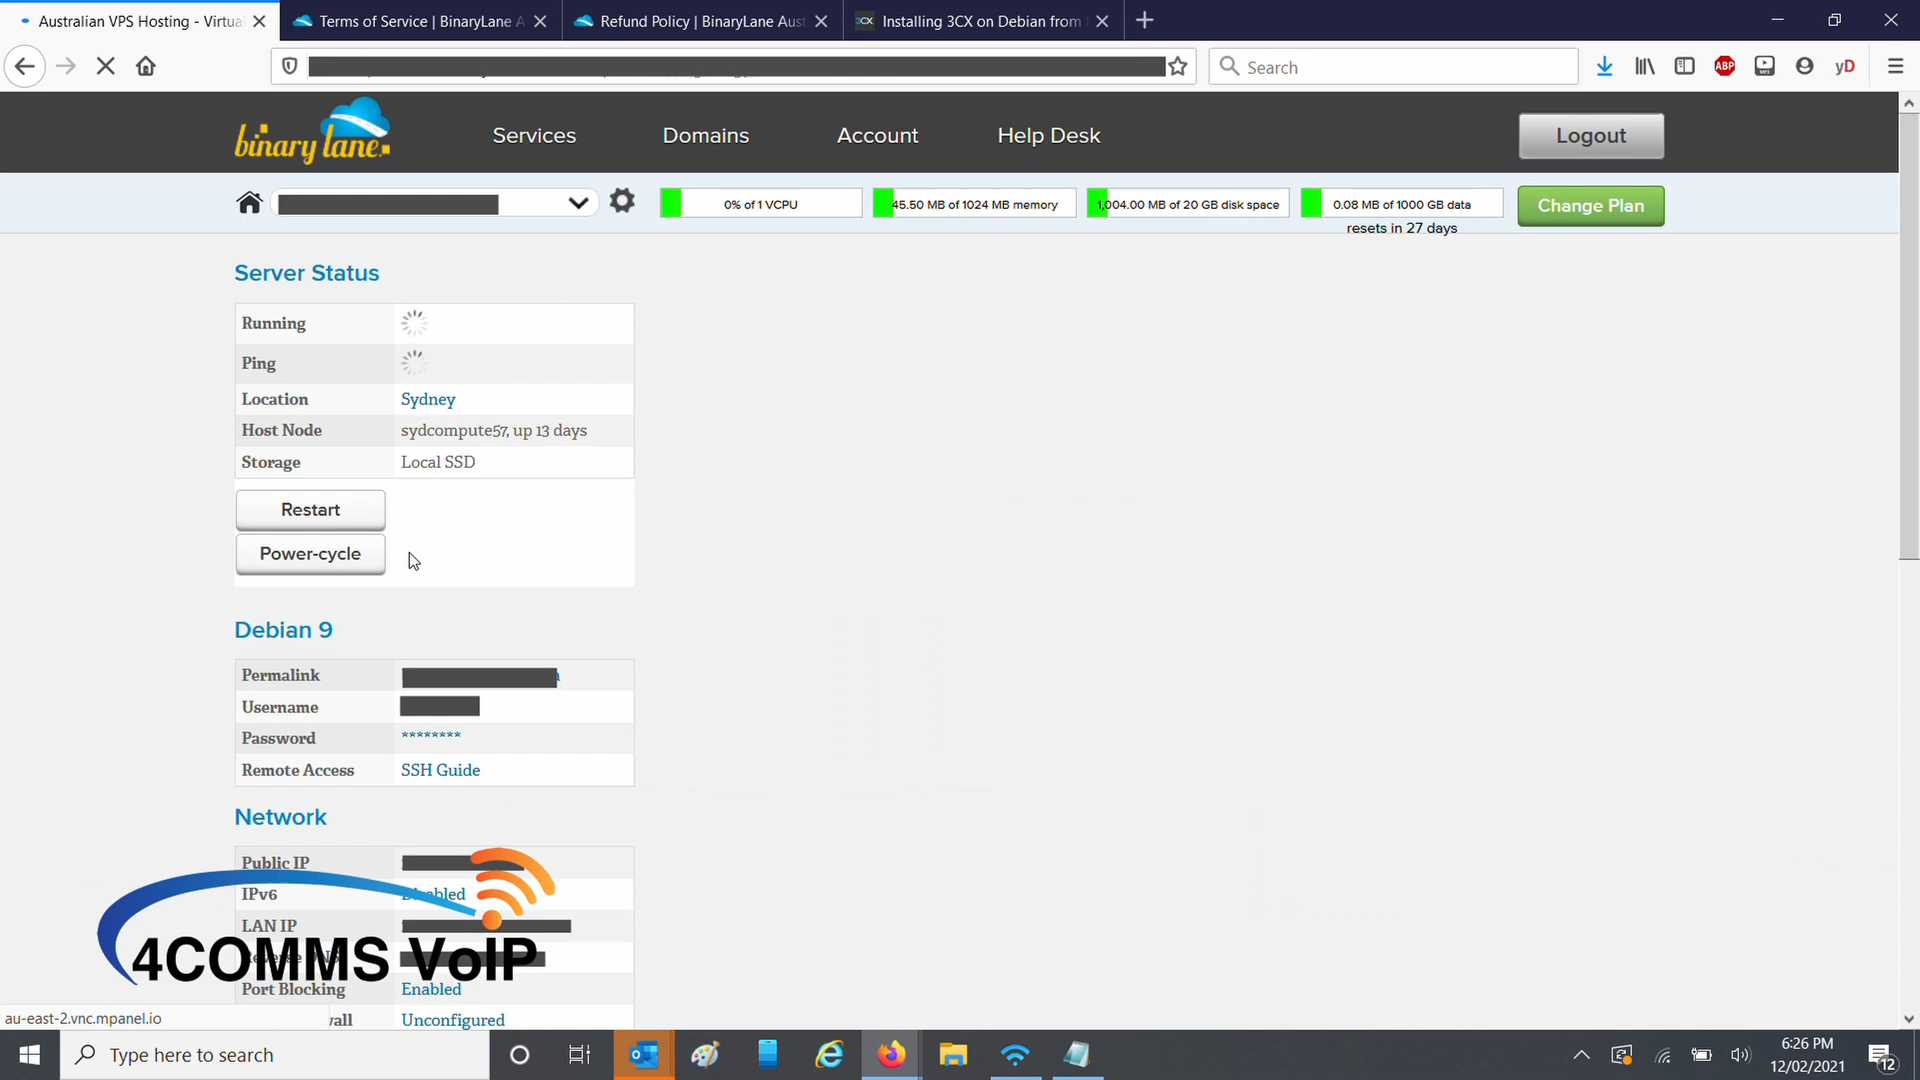 Australian VPS Hosting - Virtua
Terms of Service | BinaryLane A
Refund Policy | BinaryLane Aust
3CX Installing 3CX on Debian from
Search
ABP
yD
binary lane.
Services
Domains
Account
Help Desk
Logout
0% of 1 VCPU
45.50 MB of 1024 MB memory
1,004.00 MB of 20 GB disk space
0.08 MB of 1000 GB data
resets in 27 days
Change Plan
Server Status
Running
Ping
Location Sydney
Host Node sydcompute57, up 13 days
Storage Local SSD
Restart
Power-cycle
Debian 9
Permalink
Username
Password ********
Remote Access SSH Guide
Network
Public IP
IPv6
LAN IP
4COMMS VoIP
Port Blocking Enabled
Unconfigured
au-east-2.vnc.mpanel.io
Type here to search
6:26 PM
12/02/2021
12